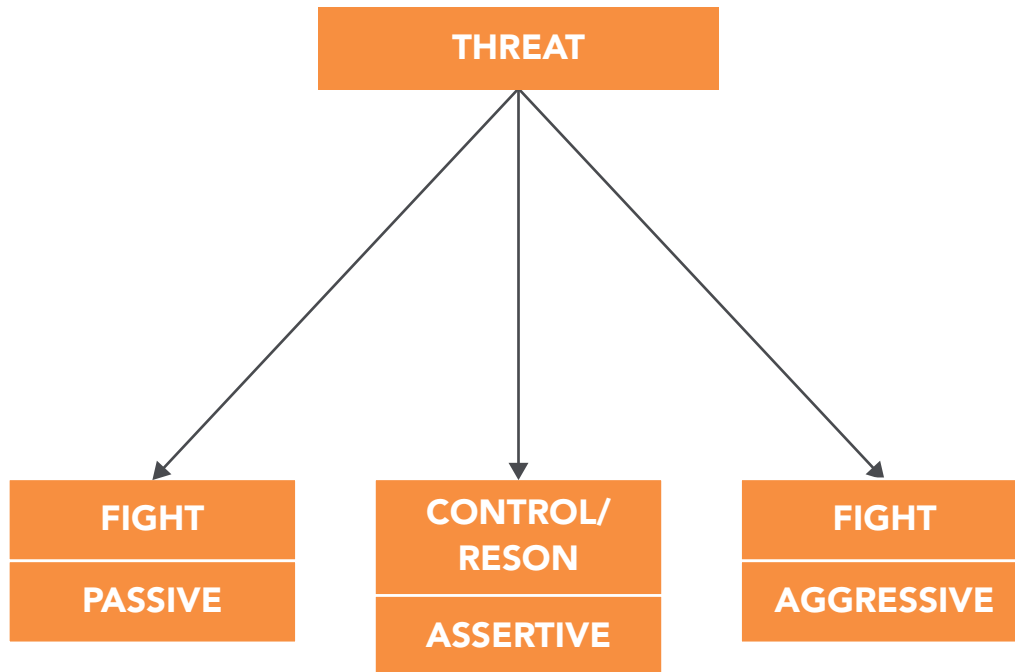 THREAT
FIGHT
PASSIVE
CONTROL/
RESON
ASSERTIVE
FIGHT
AGGRESSIVE